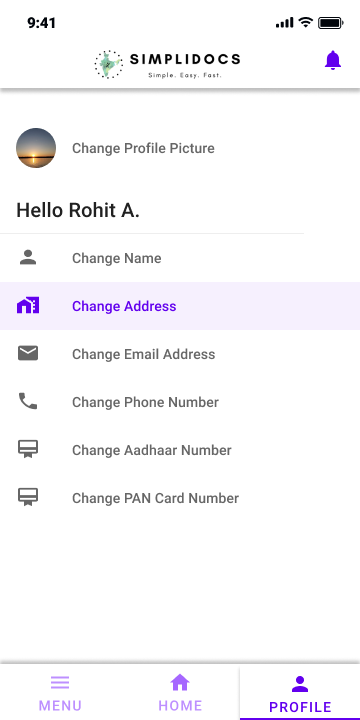 9:41
SIMPLIDOCS
Simple. Easy. Fast.
Change Profile Picture
Hello Rohit A.
Change Name
Change Address
Change Email Address
Change Phone Number
Change Aadhaar Number
Change PAN Card Number
MENU
HOME
PROFILE